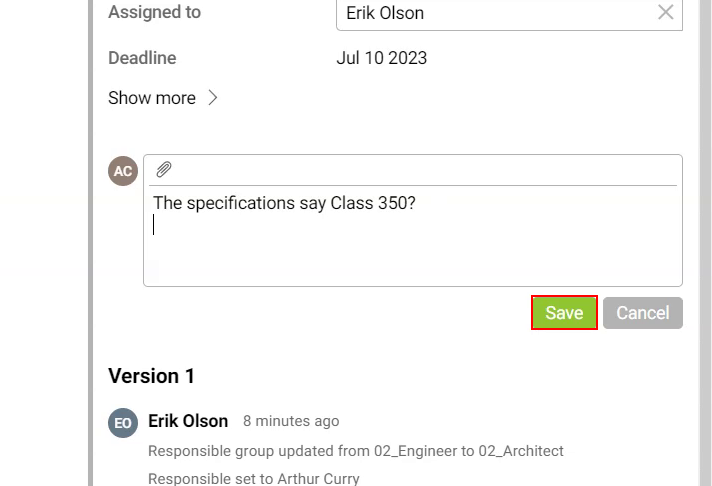 Assigned to Erik Olson
Deadline Jul 10 2023
Show more
AC
The specifications say Class 350?
Save Cancel
Version 1
EO Erik Olson 8 minutes ago
Responsible group updated from 02_Engineer to 02_Architect
Responsible set to Arthur Curry